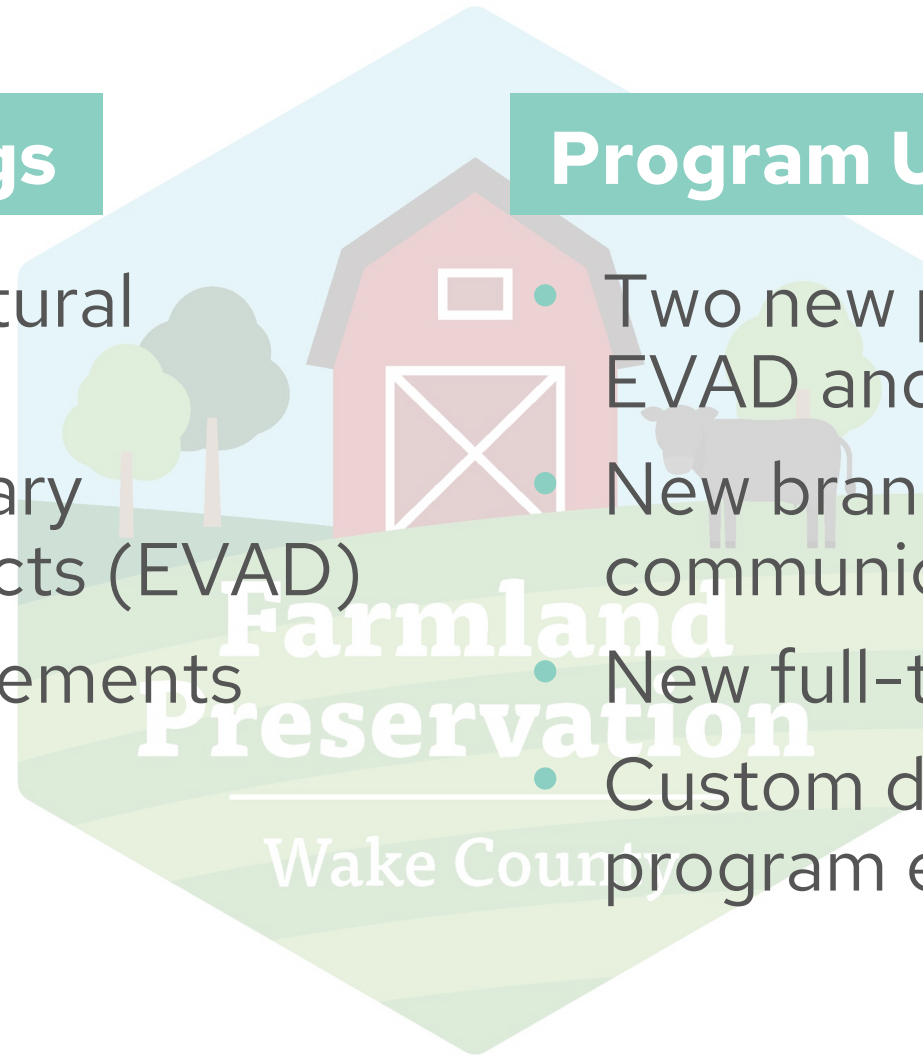 gs
tural
ary
cts (EVAD)
ements
Program U
Two new p
EVAD and
New bran
communic
New full-t
Custom d
program e
Farmland
Preservation
Wake County